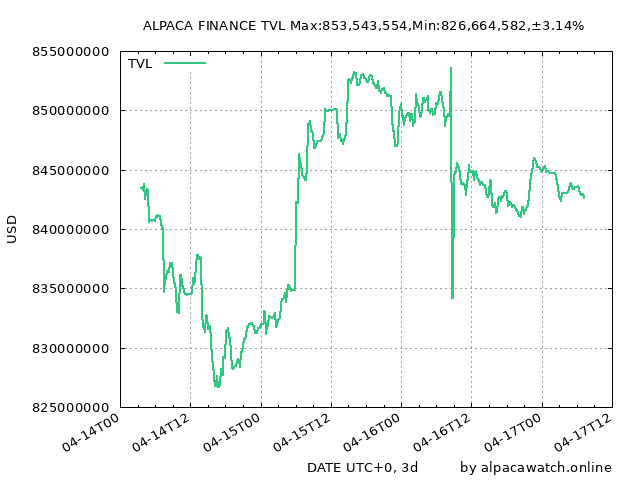 ALPACA FINANCE TVL Max:853,543,554,Min:826,664,582,±3.14%
TVL
855000000
850000000
845000000
840000000
835000000
830000000
825000000
USD
04-14T00
04-14T12
04-15T00
04-15T12
04-16T00
04-16T12
04-17T00
04-17T12
DATE UTC+0, 3d
by alpacawatch.online